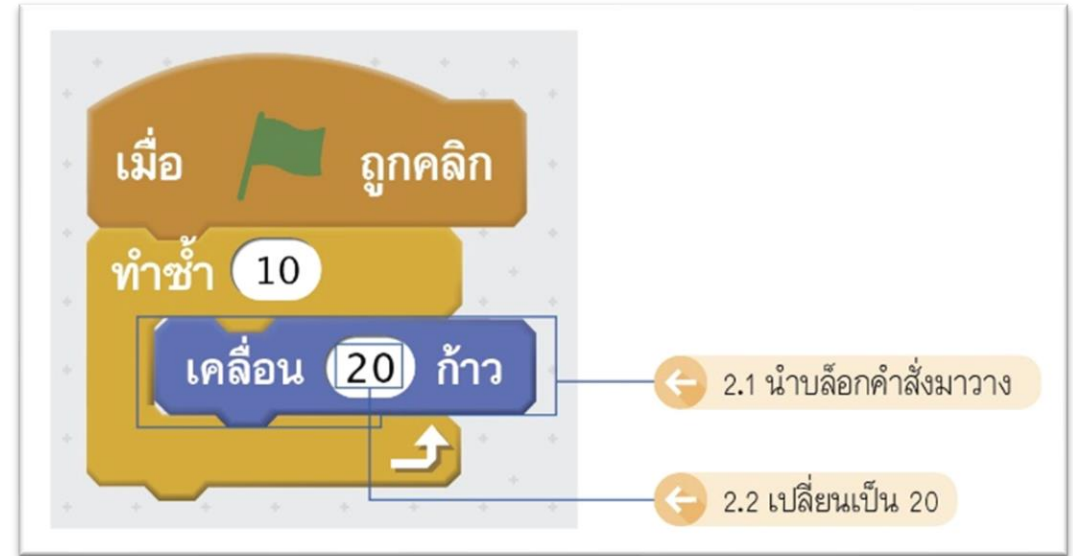 เมื่อ ถูกคลิก
ทำซ้ำ 10
เคลื่อน 20 ก้าว
2.1 นำบล็อกคำสั่งมาวาง
2.2 เปลี่ยนเป็น 20